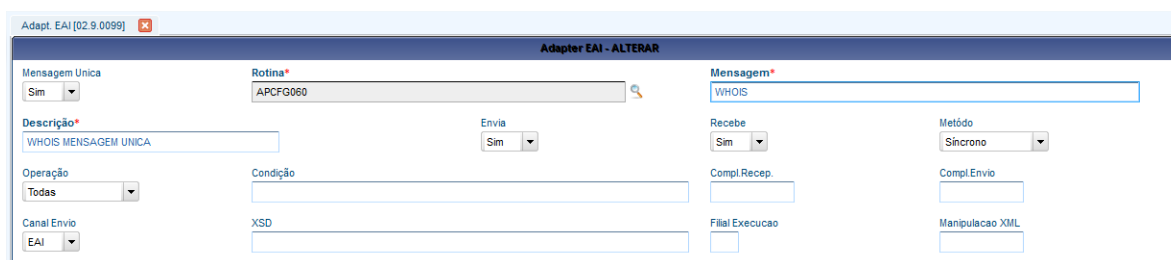 Adapt. EAI [02.9.0099]
Adapter EAI - ALTERAR
Mensagem Unica Rotina* Mensagem*
Sim APCFG060 WHOIS
Descrição* Envia Recebe Metódo
WHOIS MENSAGEM UNICA Sim Sim Síncrono
Operação Condição Compl.Recep. Compl.Envio
Todas
Canal Envio XSD Filial Execucao Manipulacao XML
EAI